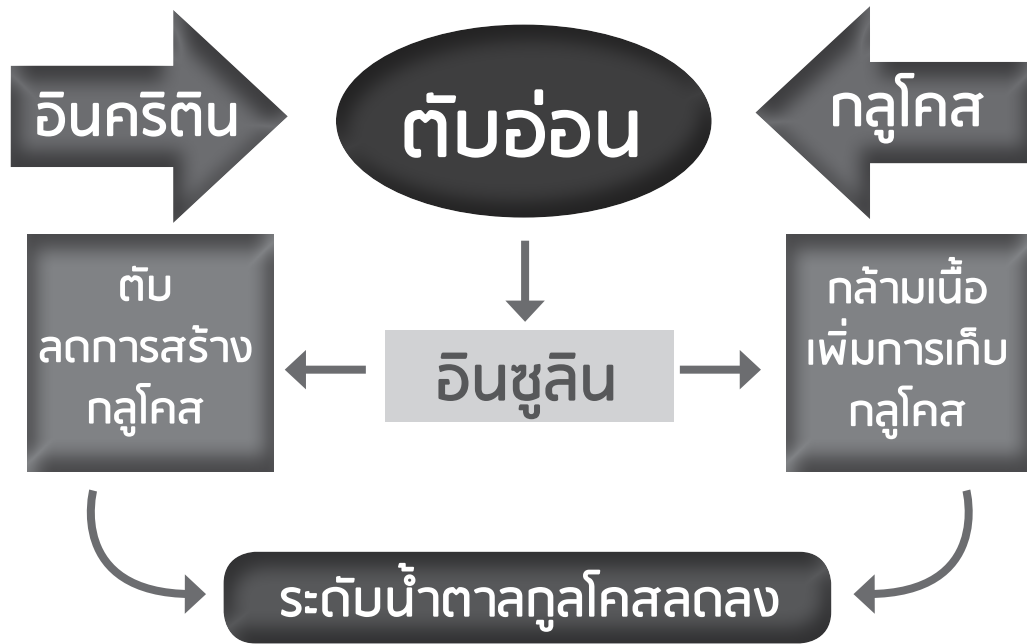 อินคริติน
ตับอ่อน
กลูโคส
ตับ
ลดการสร้าง
กลูโคส
อินซูลิน
กล้ามเนื้อ
เพิ่มการเก็บ
กลูโคส
ระดับน้ำตาลกูลโคสลดลง